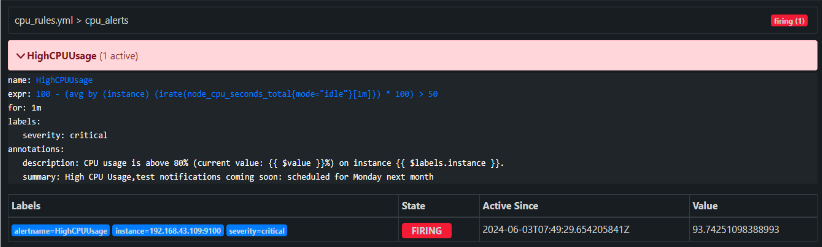 cpu_rules.yml > cpu_alerts
firing (1)
HighCPUUsage (1 active)
name: HighCPUUsage
expr: 100 - (avg by (instance) (irate(node_cpu_seconds_total{mode="idle"}[1m])) * 100) > 50
for: 1m
labels:
severity: critical
annotations:
description: CPU usage is above 80% (current value: {{ $value }}%) on instance {{ $labels.instance }}.
summary: High CPU Usage,test notifications coming soon: scheduled for Monday next month
Labels State Active Since Value
alertname=HighCPUUsage instance=192.168.43.109:9100 severity=critical FIRING 2024-06-03T07:49:29.654205841Z 93.74251098388993